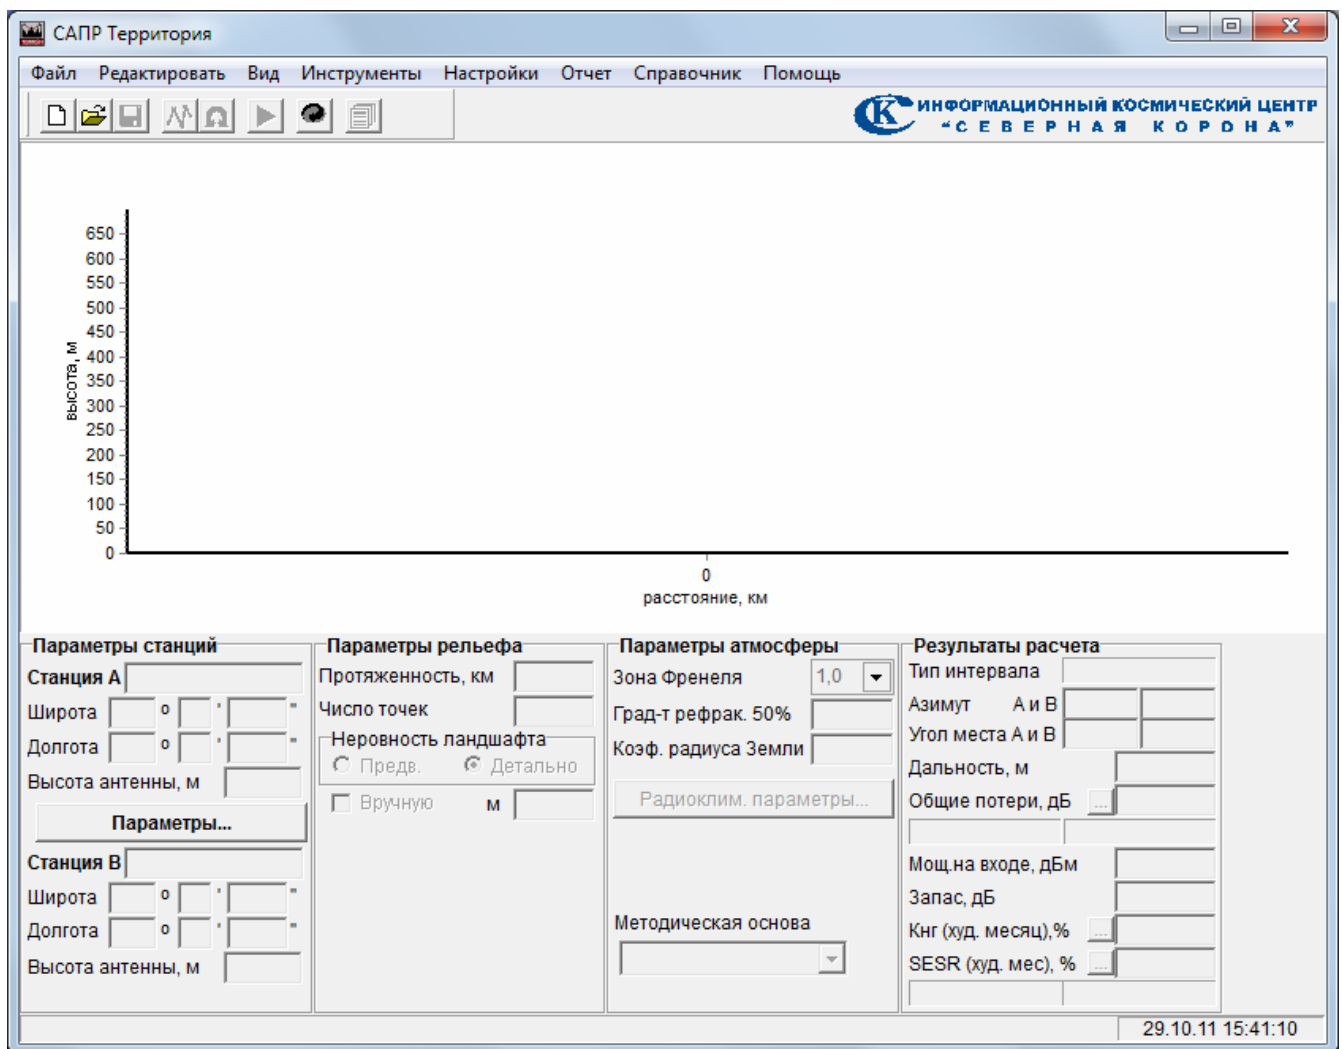 САПР Территория
Файл Редактировать Вид Инструменты Настройки Отчет Справочник Помощь
СК ИНФОРМАЦИОННЫЙ КОСМИЧЕСКИЙ ЦЕНТР
"СЕВЕРНАЯ КОРОНА"
650
600
550
500
450
400
350
300
250
200
150
100
50
0
высота, м
0
расстояние, км
Параметры станций
Станция А
Широта о ' "
Долгота о ' "
Высота антенны, м
Параметры...
Станция В
Широта о ' "
Долгота о ' "
Высота антенны, м
Параметры рельефа
Протяженность, км
Число точек
Неровность ландшафта
Предв. Детально
Вручную м
Параметры атмосферы
Зона Френеля 1,0
Град-т рефрак. 50%
Коэф. радиуса Земли
Радиоклим. параметры...
Методическая основа
Результаты расчета
Тип интервала
Азимут А и В
Угол места А и В
Дальность, м
Общие потери, дБ ...
Мощ.на входе, дБм
Запас, дБ
Кнг (худ. месяц),% ...
SESR (худ. мес), % ...
29.10.11 15:41:10